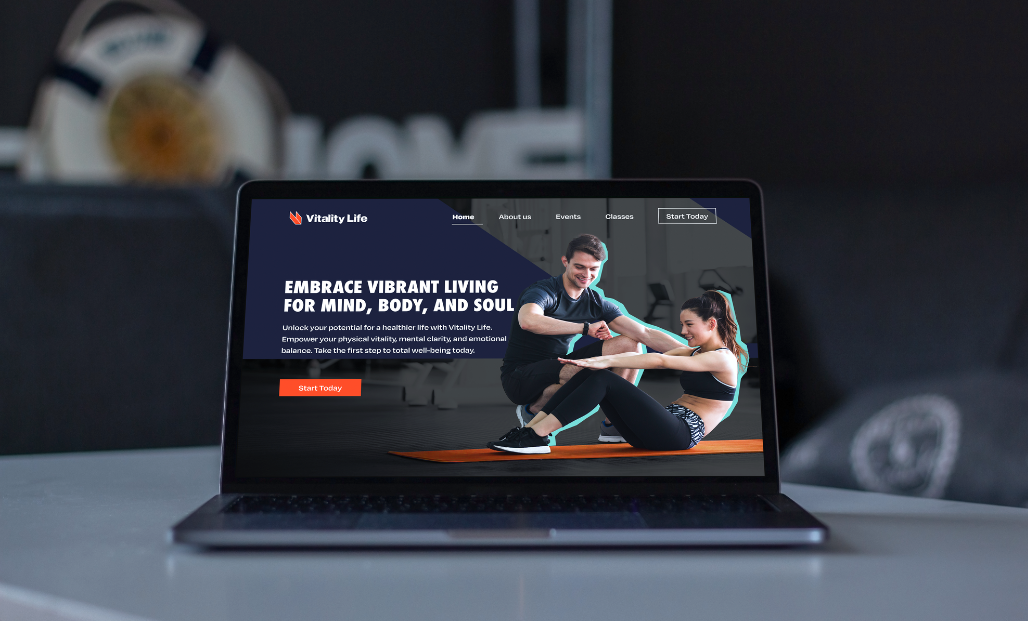 HOME
Vitality Life
Home
About us
Events
Classes
Start Today
EMBRACE VIBRANT LIVING
FOR MIND, BODY, AND SOUL
Unlock your potential for a healthier life with Vitality Life.
Empower your physical vitality, mental clarity, and emotional
balance. Take the first step to total well-being today.
Start Today